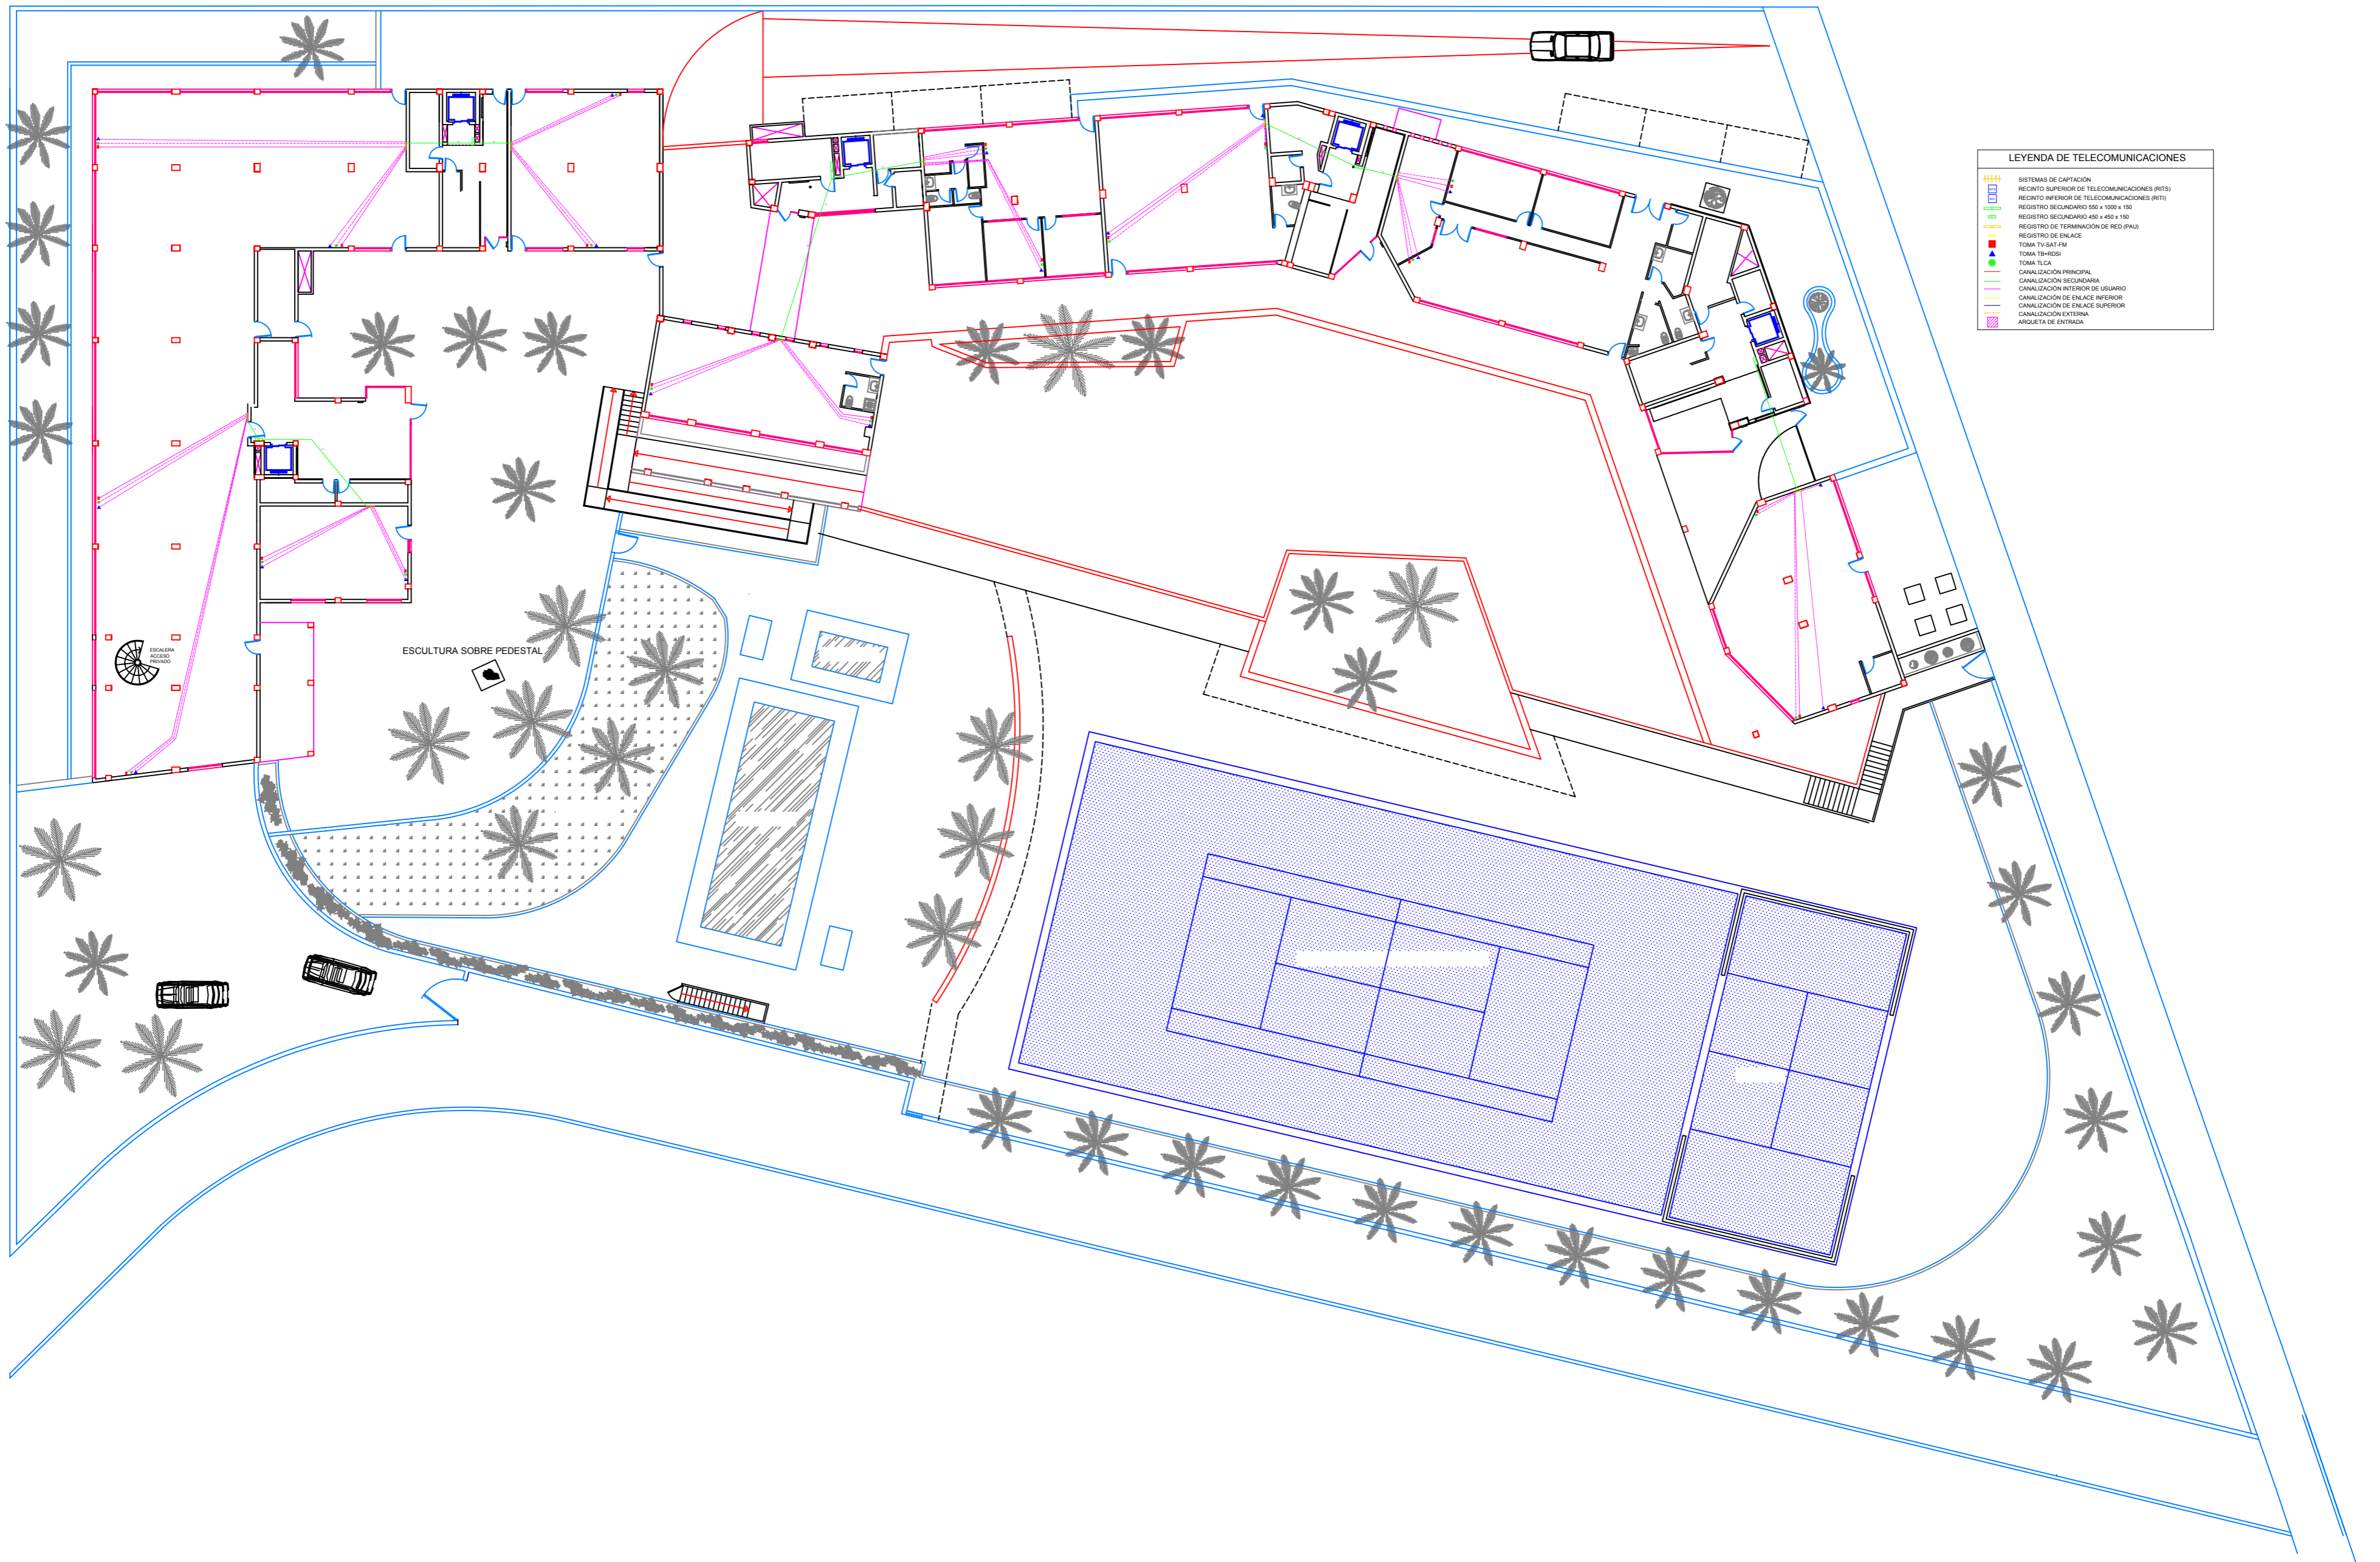 LEYENDA DE TELECOMUNICACIONES
SISTEMAS DE CAPTACIÓN
RECINTO SUPERIOR DE TELECOMUNICACIONES (RITS)
RECINTO INFERIOR DE TELECOMUNICACIONES (RITI)
REGISTRO SECUNDARIO 550 x 1000 x 150
REGISTRO SECUNDARIO 450 x 450 x 150
REGISTRO DE TERMINACIÓN DE RED (PAU)
REGISTRO DE ENLACE
TOMA TV-SAT-FM
TOMA TB+RDSI
TOMA TLCA
CANALIZACIÓN PRINCIPAL
CANALIZACIÓN SECUNDARIA
CANALIZACIÓN INTERIOR DE USUARIO
CANALIZACIÓN DE ENLACE INFERIOR
CANALIZACIÓN DE ENLACE SUPERIOR
CANALIZACIÓN EXTERNA
ARQUETA DE ENTRADA
ESCALERA
ACCESO
PRIVADO
ESCULTURA SOBRE PEDESTAL